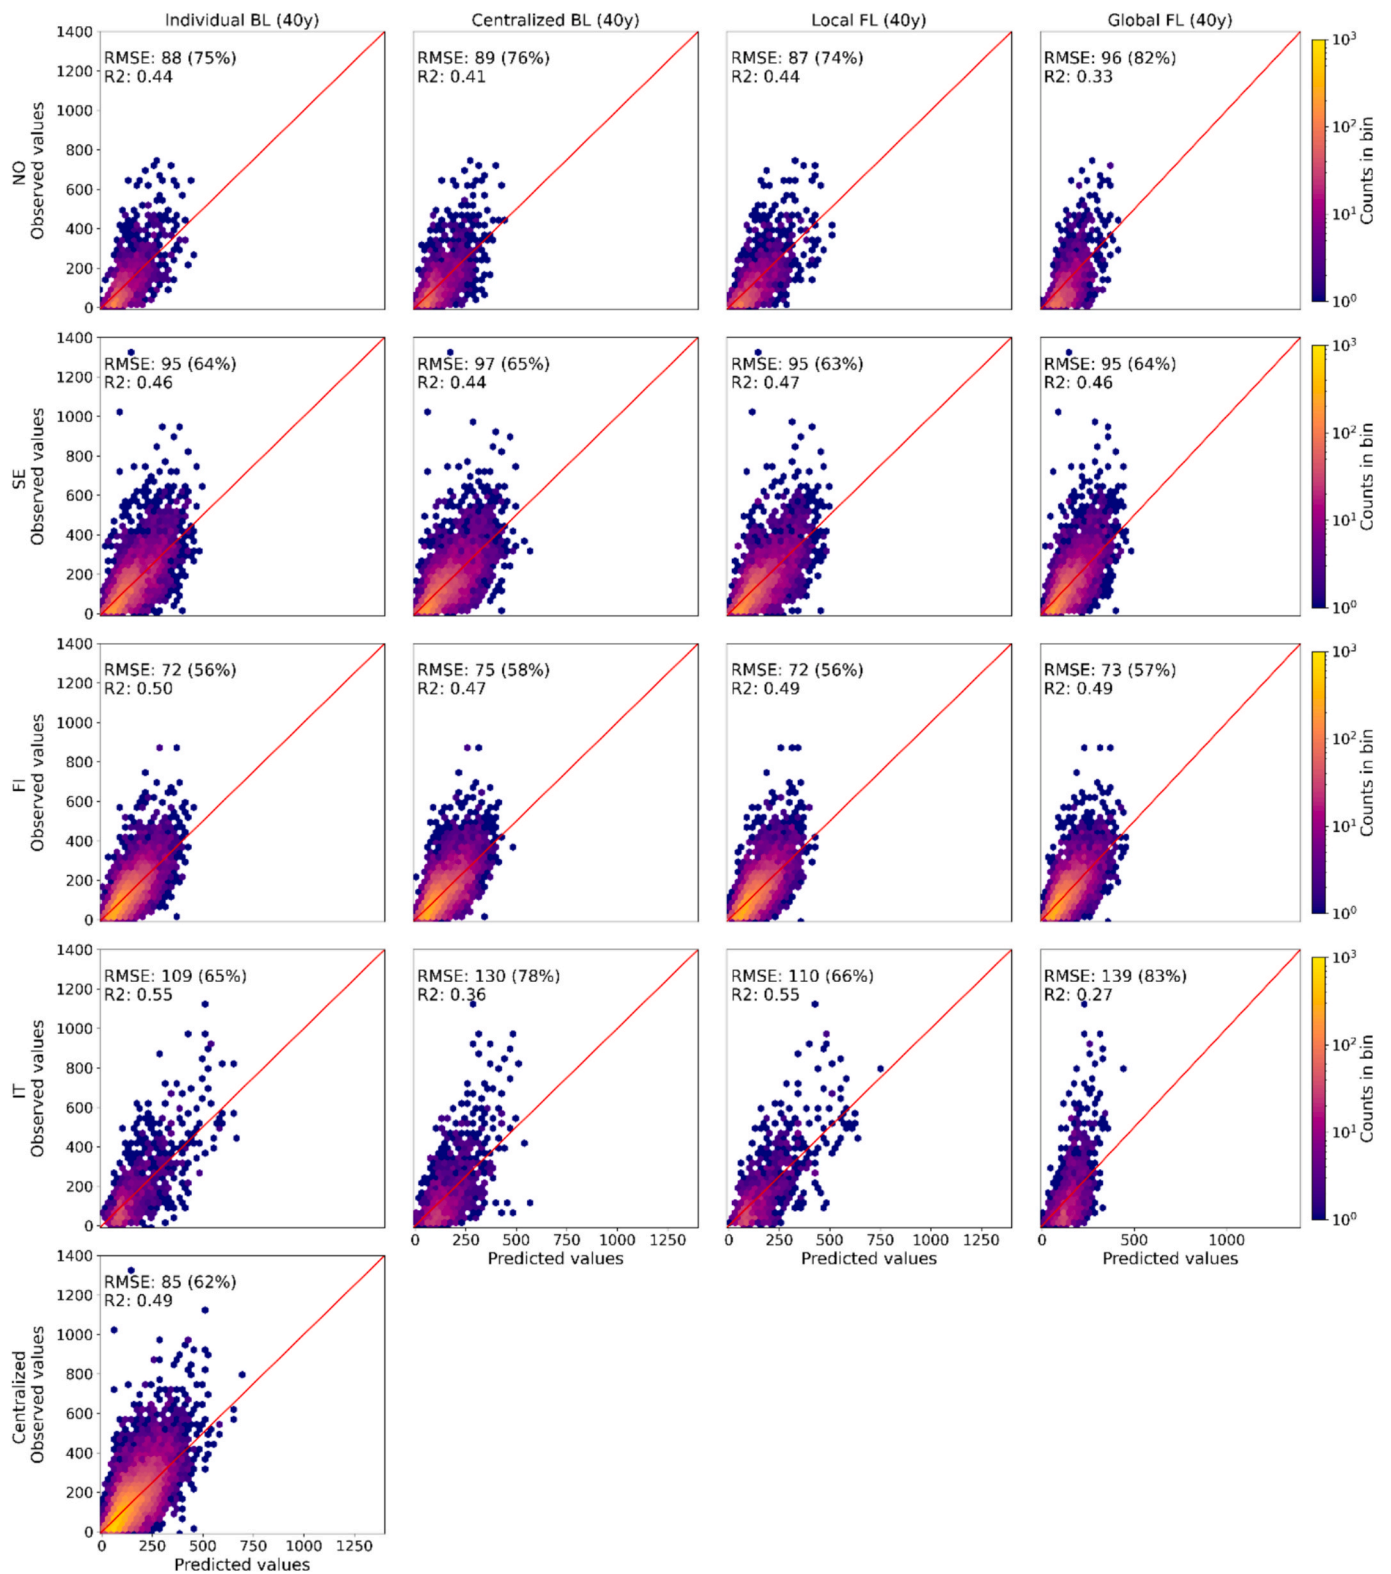 Individual BL (40y)
Centralized BL (40y)
Local FL (40y)
Global FL (40y)
NO
Observed values
1400
1200
1000
800
600
400
200
0
RMSE: 88 (75%)
R2: 0.44
RMSE: 89 (76%)
R2: 0.41
RMSE: 87 (74%)
R2: 0.44
RMSE: 96 (82%)
R2: 0.33
10³
10²
10¹
10⁰
Counts in bin
SE
Observed values
1400
1200
1000
800
600
400
200
0
RMSE: 95 (64%)
R2: 0.46
RMSE: 97 (65%)
R2: 0.44
RMSE: 95 (63%)
R2: 0.47
RMSE: 95 (64%)
R2: 0.46
10³
10²
10¹
10⁰
Counts in bin
FI
Observed values
1400
1200
1000
800
600
400
200
0
RMSE: 72 (56%)
R2: 0.50
RMSE: 75 (58%)
R2: 0.47
RMSE: 72 (56%)
R2: 0.49
RMSE: 73 (57%)
R2: 0.49
10³
10²
10¹
10⁰
Counts in bin
IT
Observed values
1400
1200
1000
800
600
400
200
0
RMSE: 109 (65%)
R2: 0.55
RMSE: 130 (78%)
R2: 0.36
RMSE: 110 (66%)
R2: 0.55
RMSE: 139 (83%)
R2: 0.27
10³
10²
10¹
10⁰
Counts in bin
0 250 500 750 1000 1250
Predicted values
0 250 500 750 1000 1250
Predicted values
0 500 1000
Predicted values
Centralized
Observed values
1400
1200
1000
800
600
400
200
0
RMSE: 85 (62%)
R2: 0.49
0 250 500 750 1000 1250
Predicted values